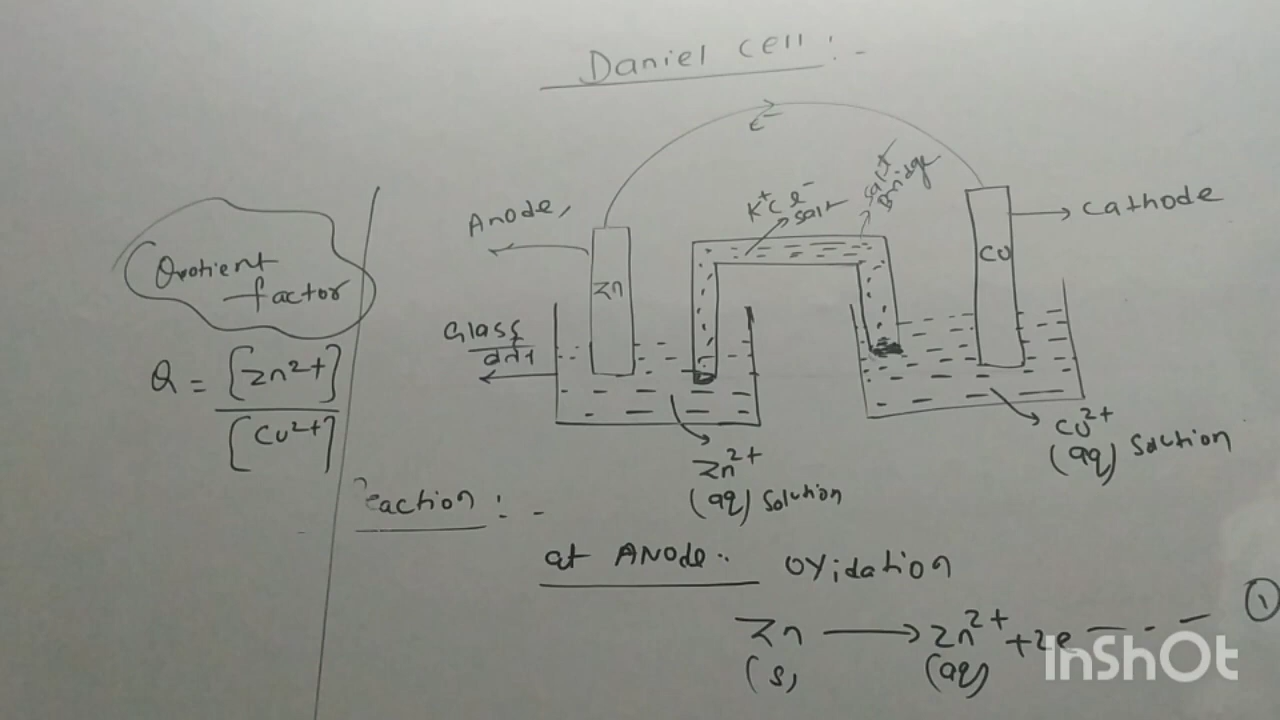 Daniel cell :-
e-
K+Cl-
salt
salt
Bridge
Anode,
Cathode
Zn
Cu
Quotient
factor
Glass
Q = [Zn2+]
[Cu2+]
Zn2+
(aq) solution
Cu2+
(aq) Solution
eaction :-
at ANode :. Oxidation
Zn → Zn2+ + 2e - - - ①
(s) (aq)
InShOt